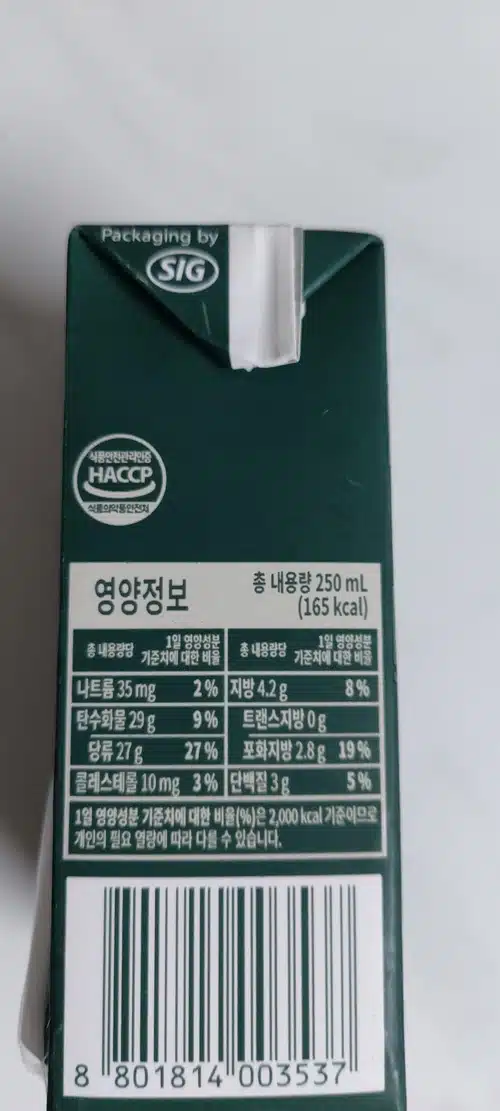 Packaging by
SIG
식품안전관리인증
HACCP
식품의약품안전처
영양정보
총 내용량 250 mL
(165 kcal)
총 내용량당 1일 영양성분 기준치에 대한 비율
총 내용량당 1일 영양성분 기준치에 대한 비율
나트륨 35 mg 2 % 지방 4.2 g 8 %
탄수화물 29 g 9 % 트랜스지방 0 g
당류 27 g 27 % 포화지방 2.8 g 19 %
콜레스테롤 10 mg 3 % 단백질 3 g 5 %
1일 영양성분 기준치에 대한 비율(%)은 2,000 kcal 기준이므로
개인의 필요 열량에 따라 다를 수 있습니다.
8 801814 003537